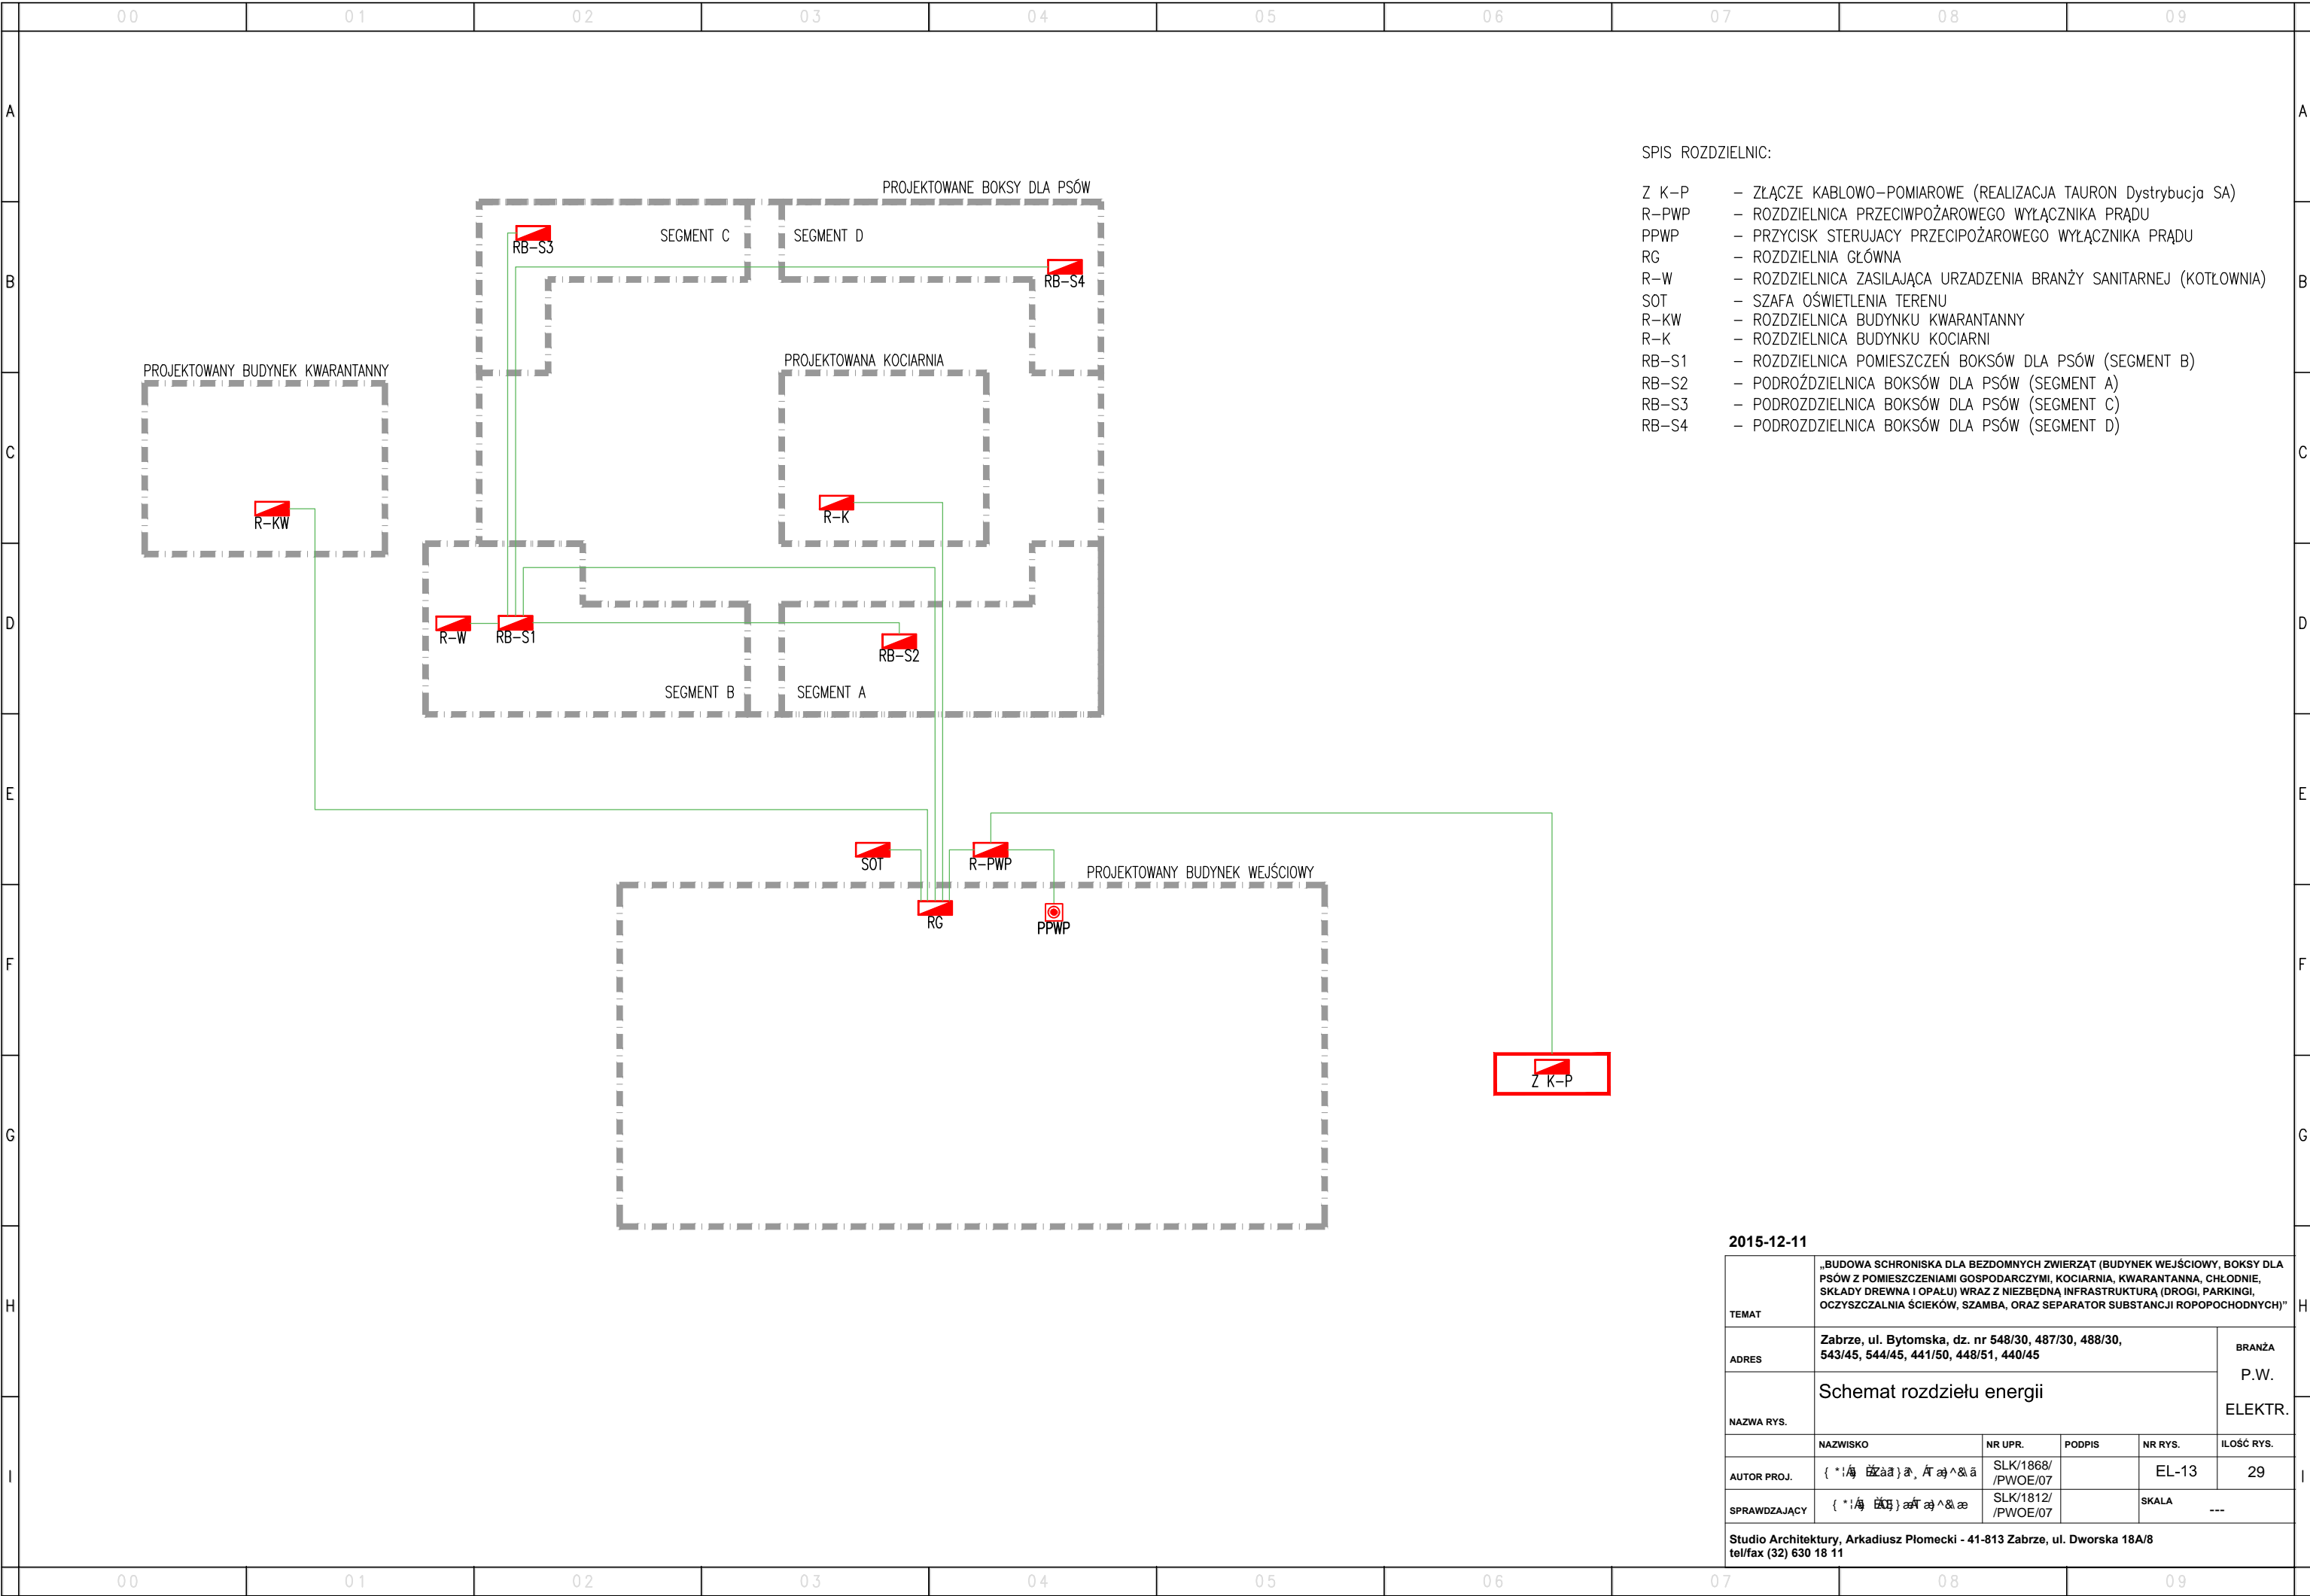 00 01 02 03 04 05 06 07 08 09
A A
B B
C C
D D
E E
F F
G G
H H
I I
SPIS ROZDZIELNIC:
Z K-P – ZŁĄCZE KABLOWO-POMIAROWE (REALIZACJA TAURON Dystrybucja SA)
R-PWP – ROZDZIELNICA PRZECIWPOŻAROWEGO WYŁĄCZNIKA PRĄDU
PPWP – PRZYCISK STERUJACY PRZECIPOŻAROWEGO WYŁĄCZNIKA PRĄDU
RG – ROZDZIELNIA GŁÓWNA
R-W – ROZDZIELNICA ZASILAJĄCA URZADZENIA BRANŻY SANITARNEJ (KOTŁOWNIA)
SOT – SZAFA OŚWIETLENIA TERENU
R-KW – ROZDZIELNICA BUDYNKU KWARANTANNY
R-K – ROZDZIELNICA BUDYNKU KOCIARNI
RB-S1 – ROZDZIELNICA POMIESZCZEŃ BOKSÓW DLA PSÓW (SEGMENT B)
RB-S2 – PODROŹDZIELNICA BOKSÓW DLA PSÓW (SEGMENT A)
RB-S3 – PODROZDZIELNICA BOKSÓW DLA PSÓW (SEGMENT C)
RB-S4 – PODROZDZIELNICA BOKSÓW DLA PSÓW (SEGMENT D)
PROJEKTOWANE BOKSY DLA PSÓW
SEGMENT C SEGMENT D
RB-S3
RB-S4
PROJEKTOWANA KOCIARNIA
PROJEKTOWANY BUDYNEK KWARANTANNY
R-K
R-KW
R-W RB-S1
RB-S2
SEGMENT B SEGMENT A
SOT R-PWP
PROJEKTOWANY BUDYNEK WEJŚCIOWY
RG PPWP
Z K-P
2015-12-11
TEMAT
„BUDOWA SCHRONISKA DLA BEZDOMNYCH ZWIERZĄT (BUDYNEK WEJŚCIOWY, BOKSY DLA
PSÓW Z POMIESZCZENIAMI GOSPODARCZYMI, KOCIARNIA, KWARANTANNA, CHŁODNIE,
SKŁADY DREWNA I OPAŁU) WRAZ Z NIEZBĘDNĄ INFRASTRUKTURĄ (DROGI, PARKINGI,
OCZYSZCZALNIA ŚCIEKÓW, SZAMBA, ORAZ SEPARATOR SUBSTANCJI ROPOPOCHODNYCH)”
ADRES
Zabrze, ul. Bytomska, dz. nr 548/30, 487/30, 488/30,
543/45, 544/45, 441/50, 448/51, 440/45
BRANŻA
P.W.
ELEKTR.
NAZWA RYS.
Schemat rozdziełu energii
NAZWISKO NR UPR. PODPIS NR RYS. ILOŚĆ RYS.
AUTOR PROJ.
SLK/1868/
/PWOE/07
EL-13 29
SPRAWDZAJĄCY
SLK/1812/
/PWOE/07
SKALA ---
Studio Architektury, Arkadiusz Płomecki - 41-813 Zabrze, ul. Dworska 18A/8
tel/fax (32) 630 18 11
00 01 02 03 04 05 06 07 08 09